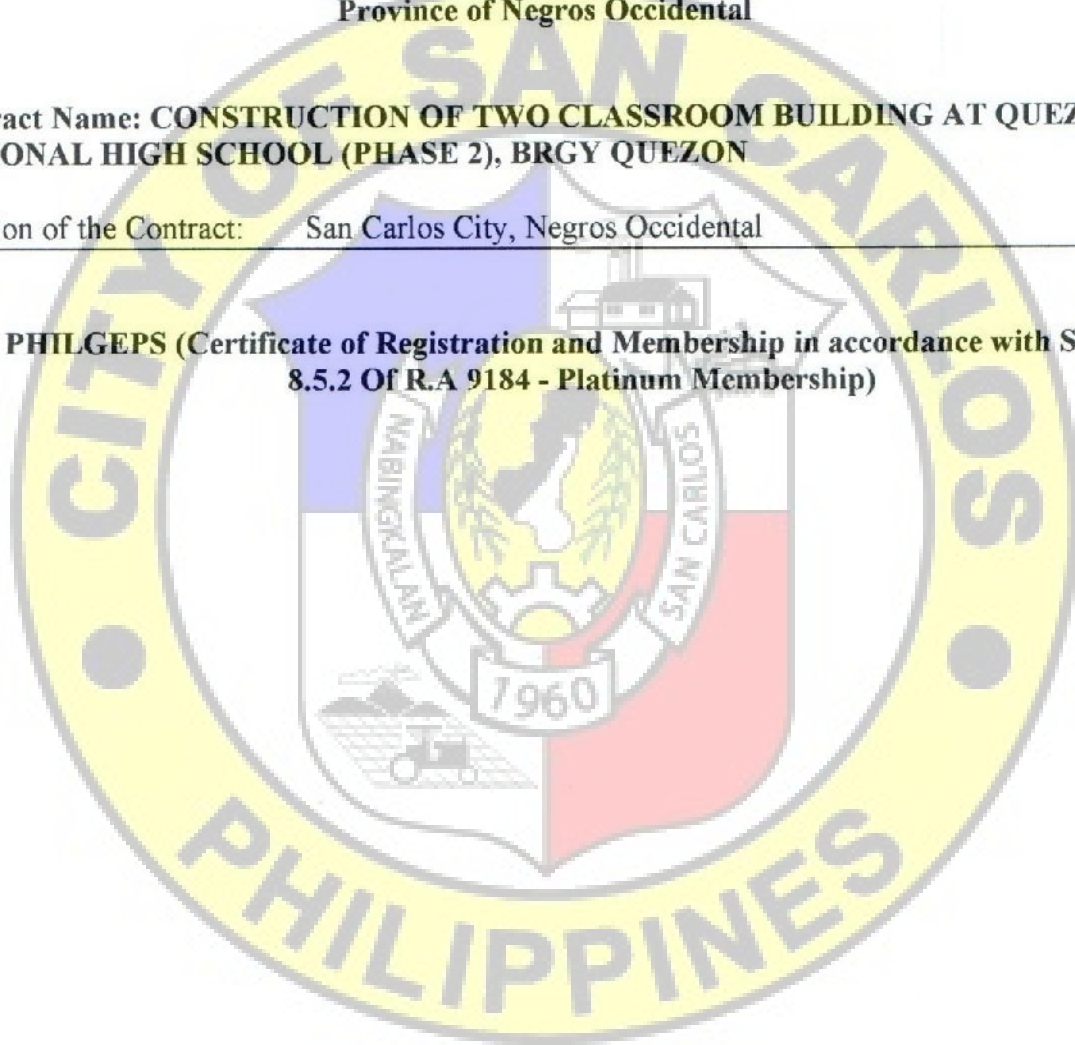 Province of Negros Occidental
ract Name: CONSTRUCTION OF TWO CLASSROOM BUILDING AT QUEZ
ONAL HIGH SCHOOL (PHASE 2), BRGY QUEZON
on of the Contract: San Carlos City, Negros Occidental
PHILGEPS (Certificate of Registration and Membership in accordance with S
8.5.2 Of R.A 9184 - Platinum Membership)
CITY OF SAN CARLOS
NABINGKALAN
SAN CARLOS
1960
PHILIPPINES